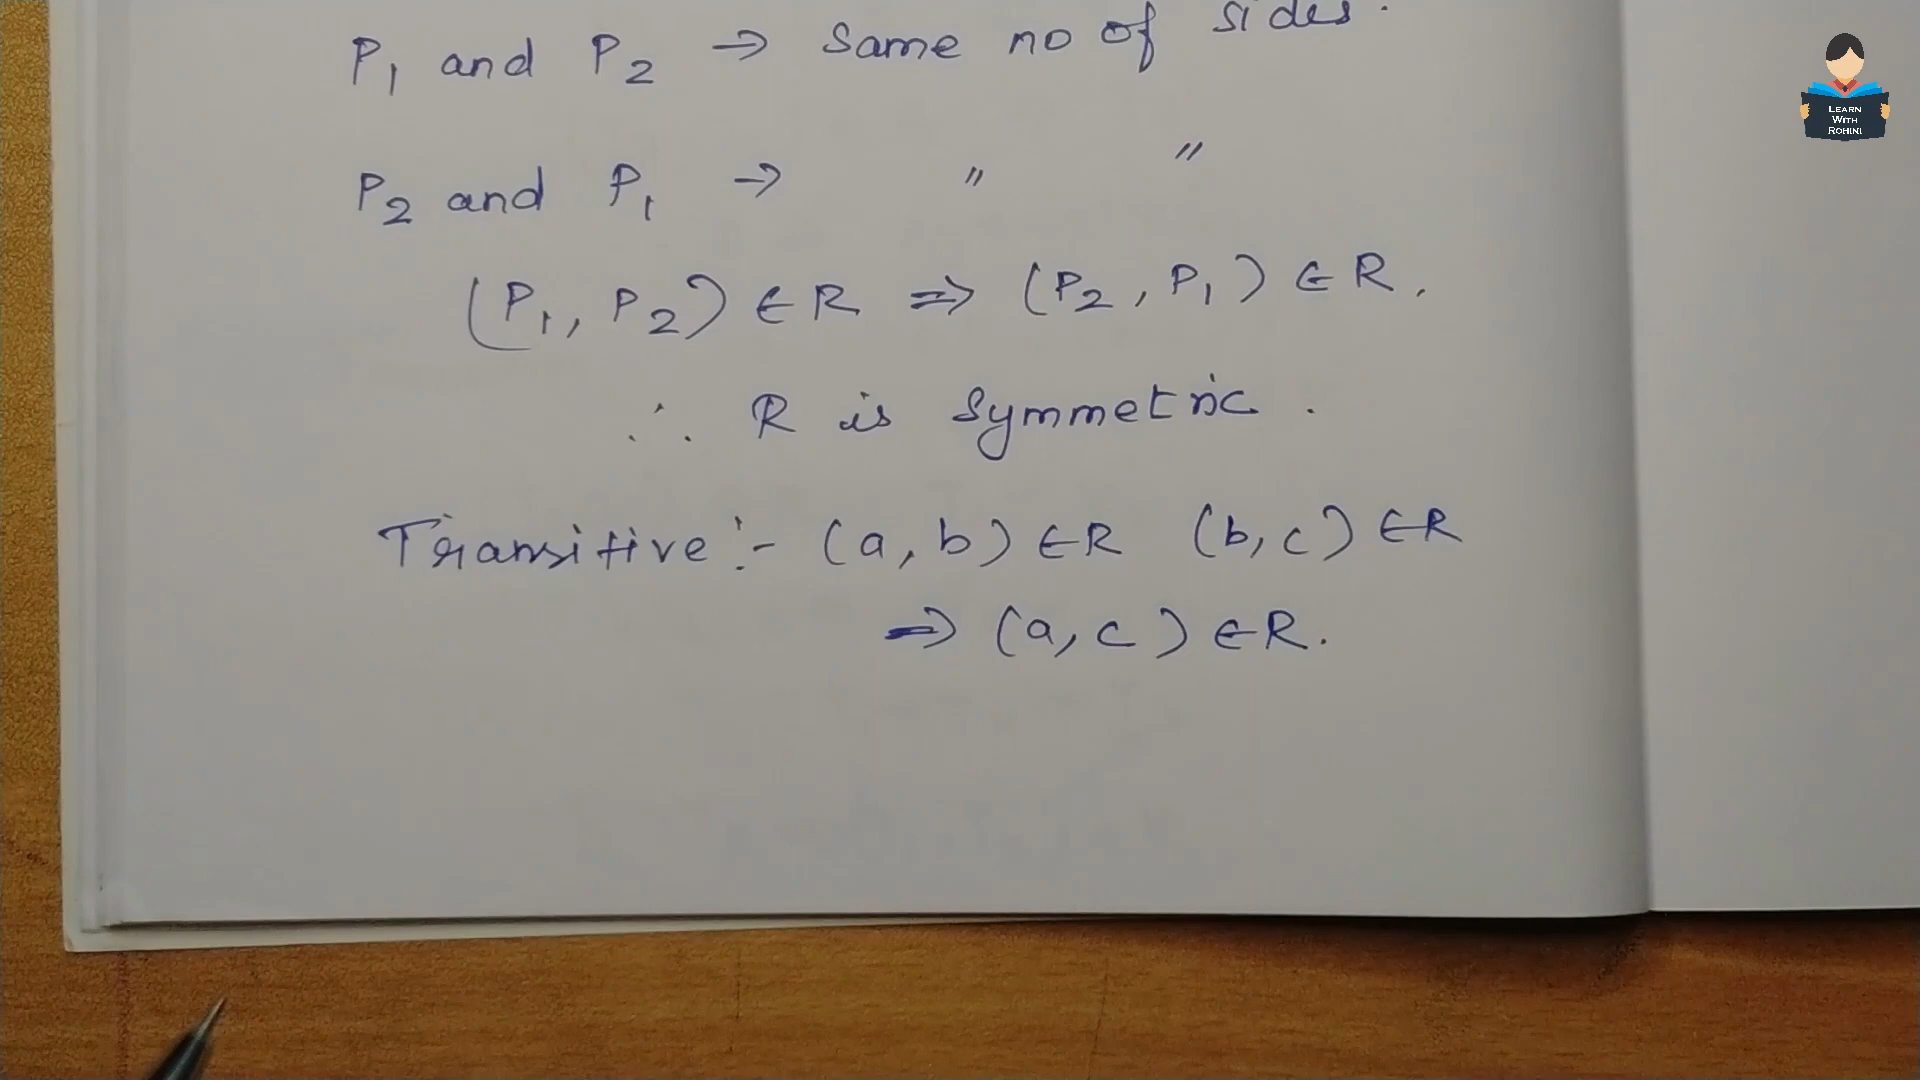 P₁ and P₂ → Same no of sides.
P₂ and P₁ → " "
(P₁, P₂) ∈ R ⇒ (P₂, P₁) ∈ R.
∴ R is Symmetric.
Transitive :- (a, b) ∈ R (b, c) ∈ R
⇒ (a, c) ∈ R.
LEARN
WITH
ROHINI